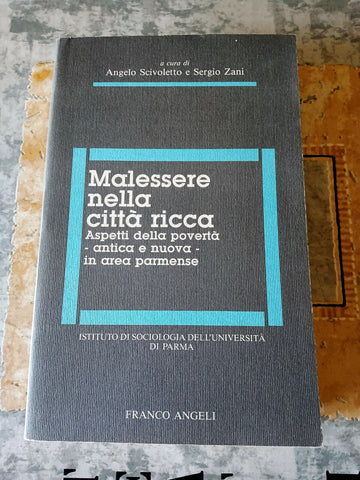 a cura di
Angelo Scivoletto e Sergio Zani
Malessere
nella
città ricca
Aspetti della povertà
- antica e nuova -
in area parmense
ISTITUTO DI SOCIOLOGIA DELL'UNIVERSITÀ
DI PARMA
FRANCO ANGELI